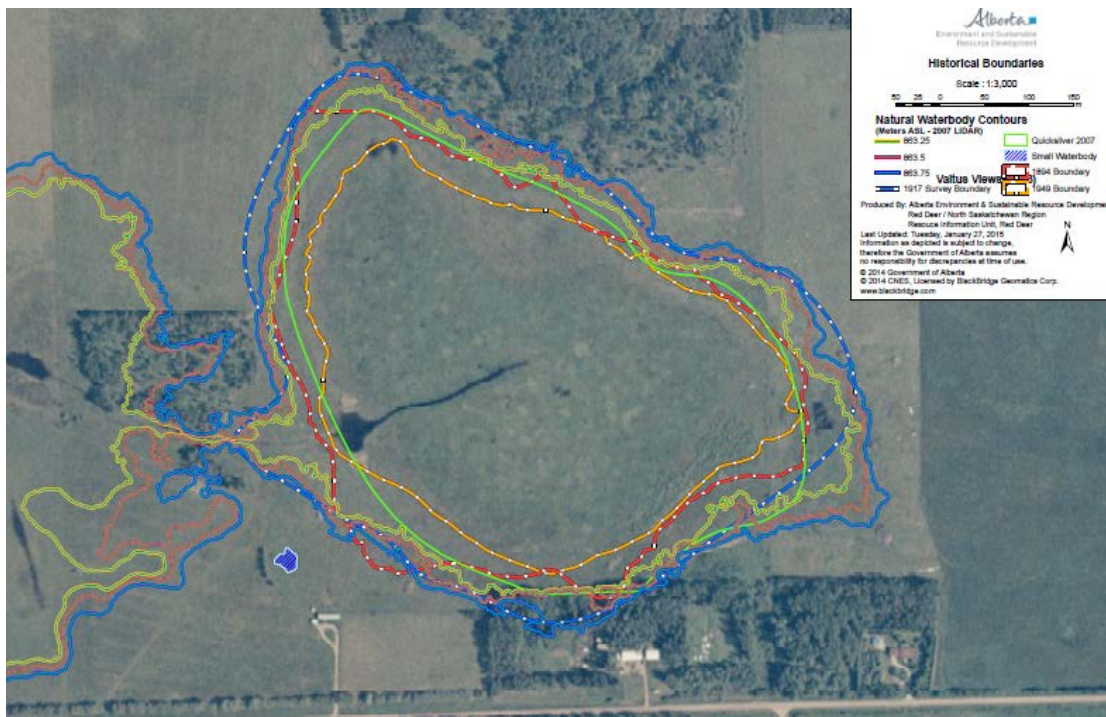 Alberta
Environment and Sustainable
Resource Development
Historical Boundaries
Scale : 1:3,000
50 25 0 50 100 150
m
Natural Waterbody Contours
(Meters ASL - 2007 LIDAR)
863.25
863.5
863.75
1917 Survey Boundary
Quicksilver 2007
Small Waterbody
1894 Boundary
1949 Boundary
Valtus Views
Produced By: Alberta Environment & Sustainable Resource Developme
Red Deer / North Saskatchewan Region
Resouce Information Unit, Red Deer
Last Updated: Tuesday, January 27, 2015
Information as depicted is subject to change,
therefore the Government of Alberta assumes
no responsibility for discrepancies at time of use.
N
© 2014 Government of Alberta
© 2014 CNES, Licensed by BlackBridge Geomatics Corp.
www.blackbridge.com